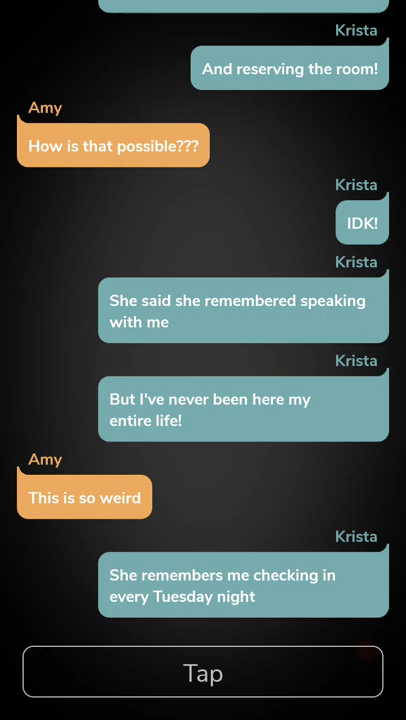 Krista
And reserving the room!
Amy
How is that possible???
Krista
IDK!
Krista
She said she remembered speaking
with me
Krista
But I've never been here my
entire life!
Amy
This is so weird
Krista
She remembers me checking in
every Tuesday night
Tap